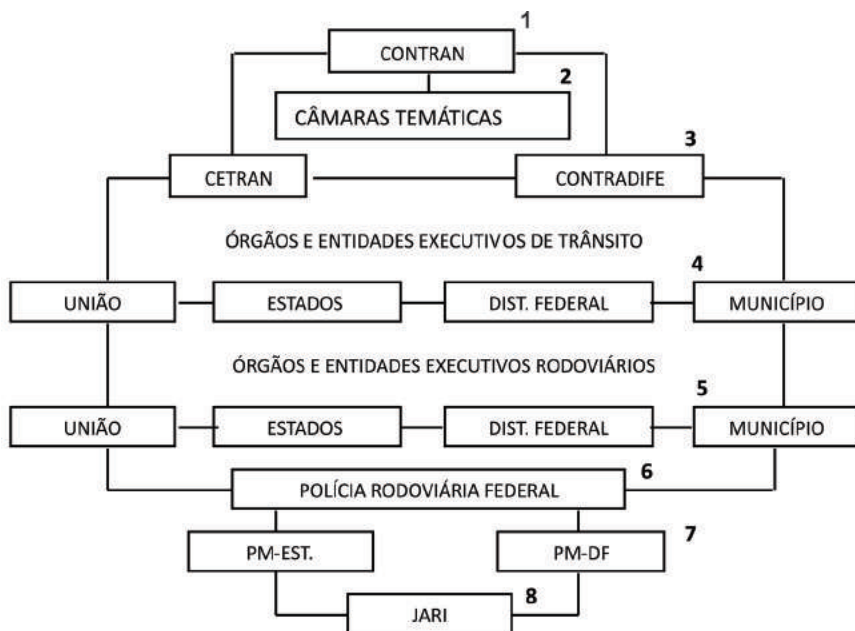 1
CONTRAN
2
CÂMARAS TEMÁTICAS
3
CETRAN
CONTRADIFE
ÓRGÃOS E ENTIDADES EXECUTIVOS DE TRÂNSITO
4
UNIÃO
ESTADOS
DIST. FEDERAL
MUNICÍPIO
ÓRGÃOS E ENTIDADES EXECUTIVOS RODOVIÁRIOS
5
UNIÃO
ESTADOS
DIST. FEDERAL
MUNICÍPIO
6
POLÍCIA RODOVIÁRIA FEDERAL
7
PM-EST.
PM-DF
8
JARI